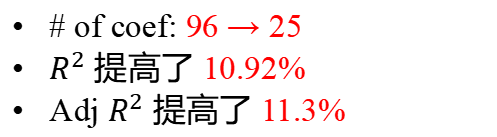 • # of coef: 96 → 25
• R² 提高了 10.92%
• Adj R² 提高了 11.3%